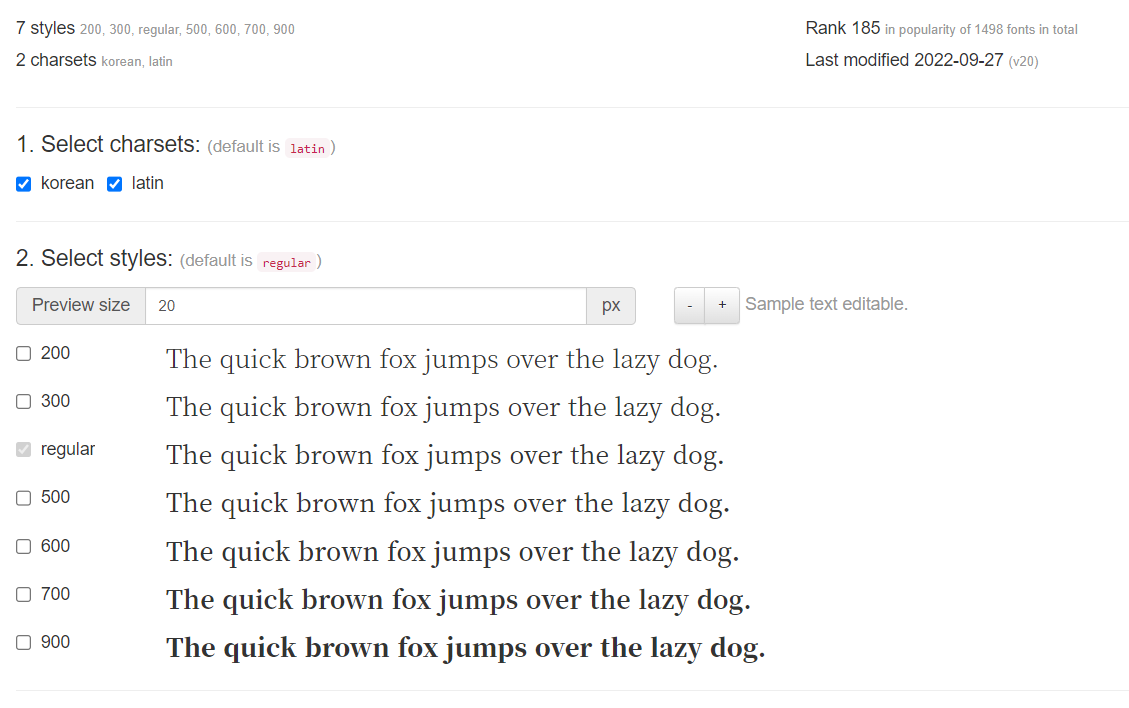 7 styles 200, 300, regular, 500, 600, 700, 900
Rank 185 in popularity of 1498 fonts in total
2 charsets korean, latin
Last modified 2022-09-27 (v20)
1. Select charsets: (default is latin )
korean latin
2. Select styles: (default is regular )
Preview size 20 px - + Sample text editable.
200 The quick brown fox jumps over the lazy dog.
300 The quick brown fox jumps over the lazy dog.
regular The quick brown fox jumps over the lazy dog.
500 The quick brown fox jumps over the lazy dog.
600 The quick brown fox jumps over the lazy dog.
700 The quick brown fox jumps over the lazy dog.
900 The quick brown fox jumps over the lazy dog.